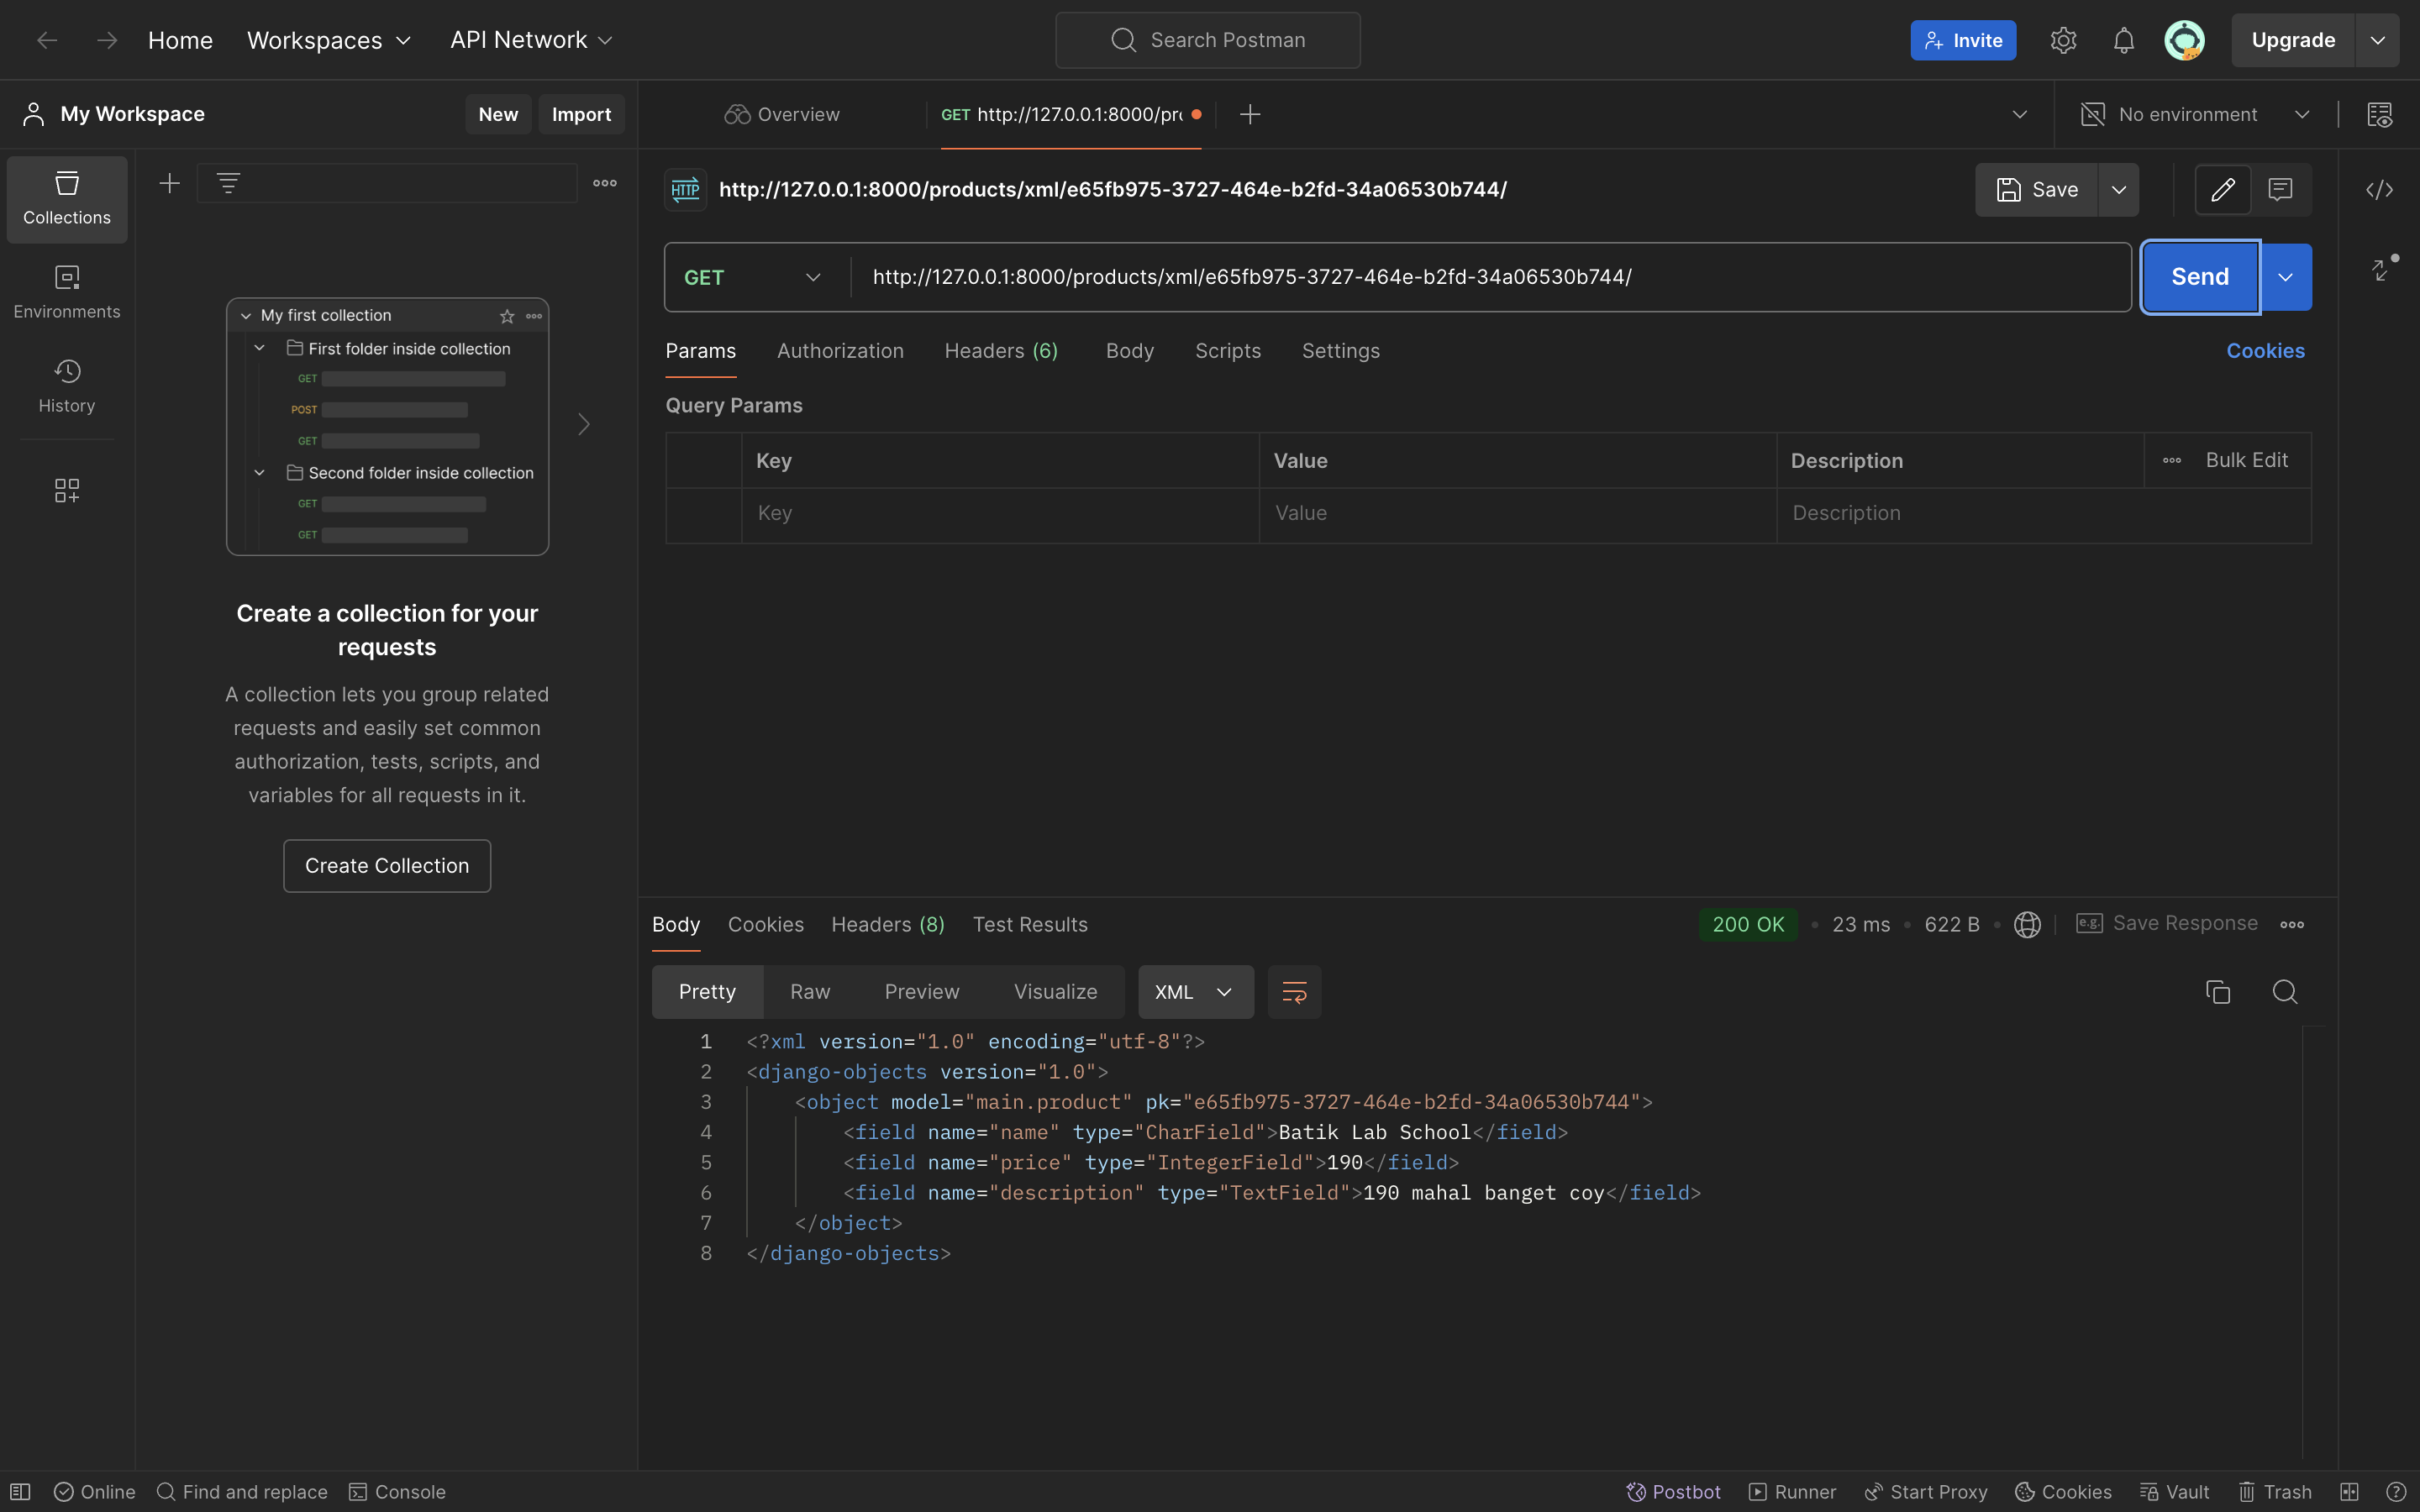 Home Workspaces API Network Search Postman Invite Upgrade
My Workspace New Import Overview GET http://127.0.0.1:8000/pr No environment
Collections
Environments
History
My first collection
First folder inside collection
GET
POST
GET
Second folder inside collection
GET
GET
Create a collection for your
requests
A collection lets you group related
requests and easily set common
authorization, tests, scripts, and
variables for all requests in it.
Create Collection
HTTP http://127.0.0.1:8000/products/xml/e65fb975-3727-464e-b2fd-34a06530b744/ Save
GET http://127.0.0.1:8000/products/xml/e65fb975-3727-464e-b2fd-34a06530b744/ Send
Params Authorization Headers (6) Body Scripts Settings Cookies
Query Params
Key Value Description Bulk Edit
Key Value Description
Body Cookies Headers (8) Test Results 200 OK • 23 ms • 622 B • e.g. Save Response
Pretty Raw Preview Visualize XML
1 <?xml version="1.0" encoding="utf-8"?>
2 <django-objects version="1.0">
3 <object model="main.product" pk="e65fb975-3727-464e-b2fd-34a06530b744">
4 <field name="name" type="CharField">Batik Lab School</field>
5 <field name="price" type="IntegerField">190</field>
6 <field name="description" type="TextField">190 mahal banget coy</field>
7 </object>
8 </django-objects>
Online Find and replace Console Postbot Runner Start Proxy Cookies Vault Trash